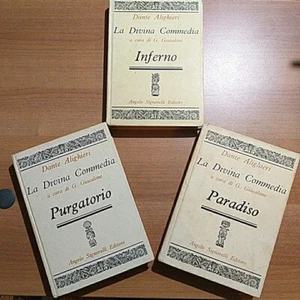 Dante Alighieri
La Divina Commedia
a cura di G. Giacalone
Inferno
Angelo Signorelli Editore
Dante Alighieri
La Divina Commedia
a cura di G. Giacalone
Purgatorio
Angelo Signorelli Editore
Dante Alighieri
La Divina Commedia
a cura di G. Giacalone
Paradiso
Angelo Signorelli Editore